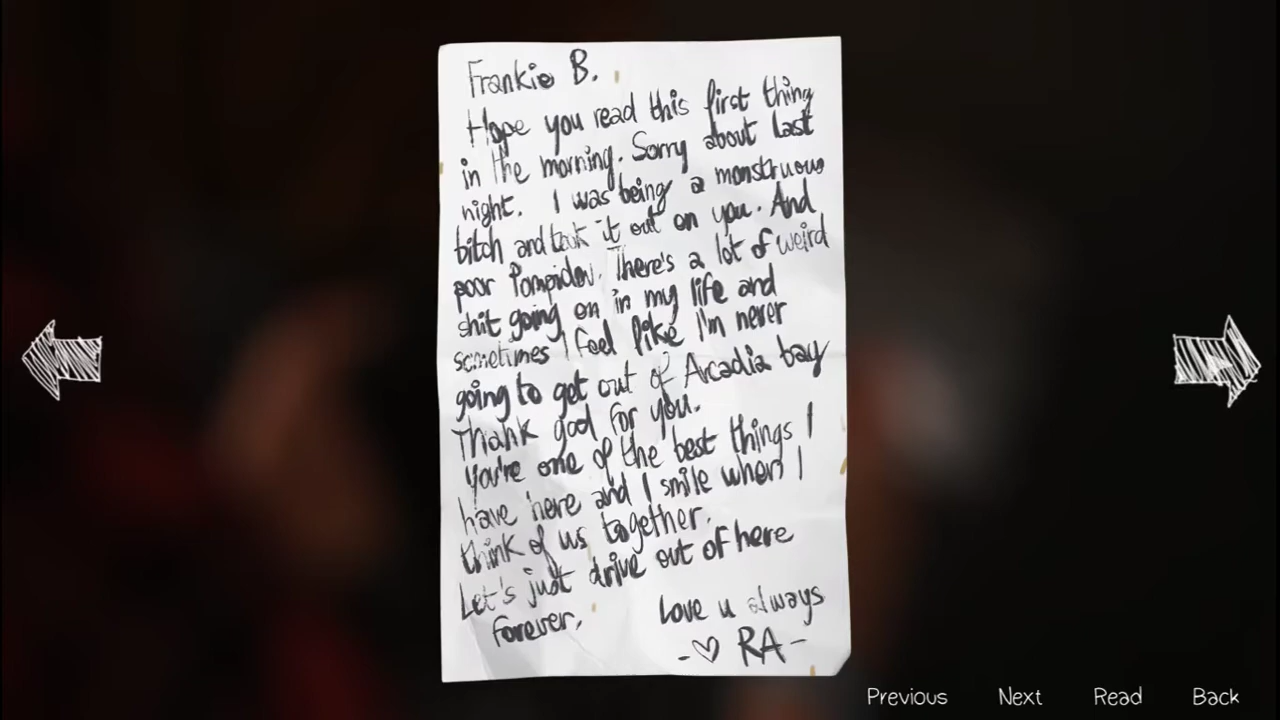 Frankie B.
Hope you read this first thing
in the morning. Sorry about last
night. I was being a monstruous
bitch and took it out on you. And
poor Pompidou. There's a lot of weird
shit going on in my life and
sometimes I feel like I'm never
going to get out of Arcadia bay
Thank god for you.
You're one of the best things I
have here and I smile when I
think of us together.
Let's just drive out of here
forever.
Love u always
-♡ RA-
Previous Next Read Back